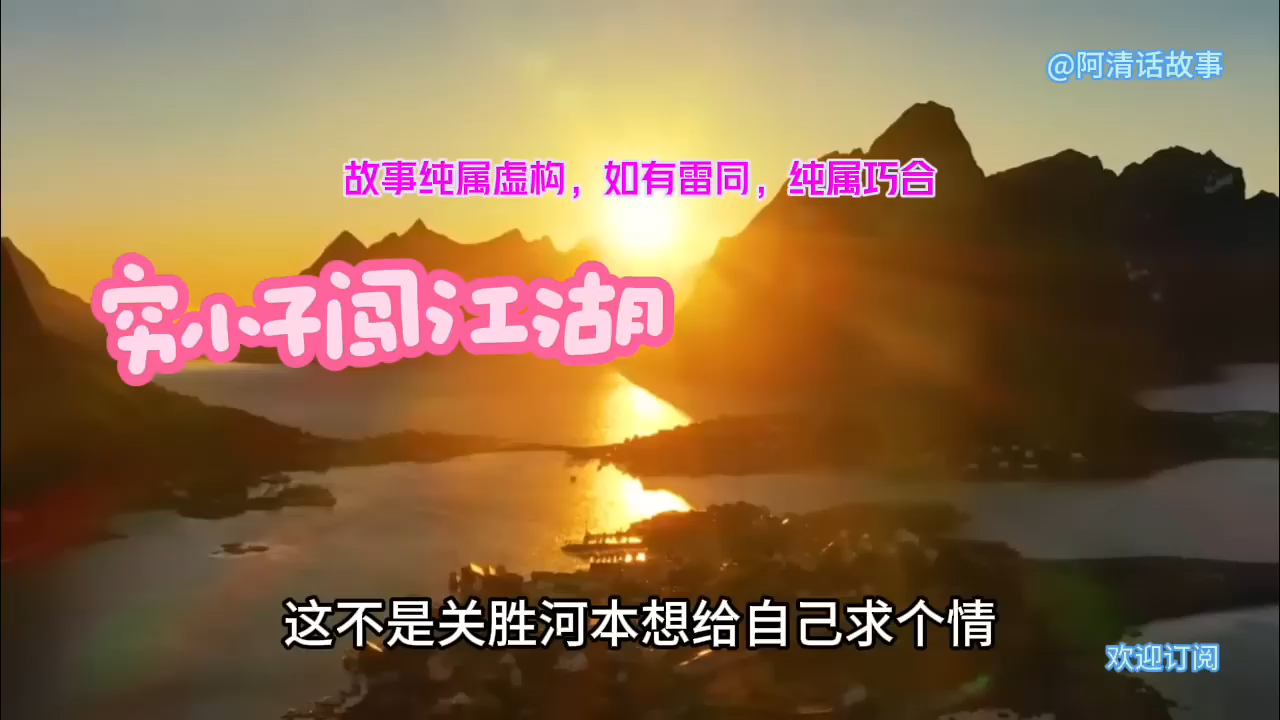 @阿清话故事
故事纯属虚构，如有雷同，纯属巧合
穷小子闯江湖
这不是关胜河本想给自己求个情
欢迎订阅